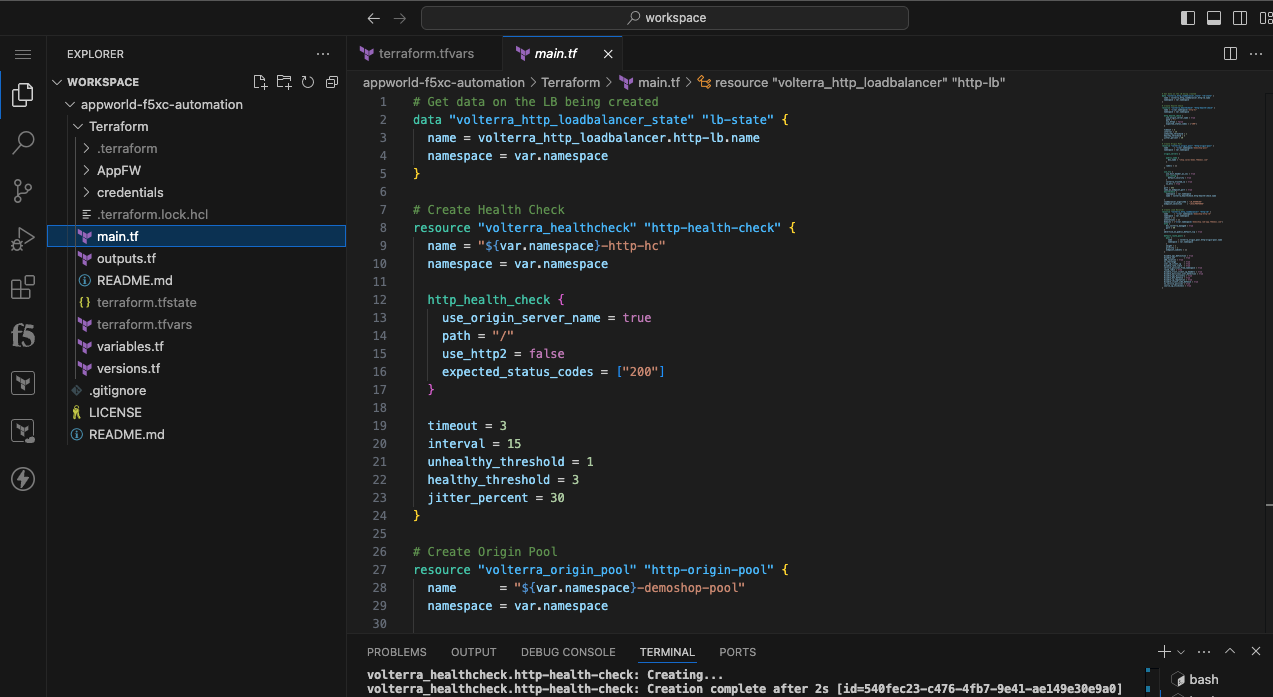 workspace
EXPLORER
WORKSPACE
appworld-f5xc-automation
Terraform
.terraform
AppFW
credentials
.terraform.lock.hcl
main.tf
outputs.tf
README.md
terraform.tfstate
terraform.tfvars
variables.tf
versions.tf
.gitignore
LICENSE
README.md
f5
terraform.tfvars
main.tf
appworld-f5xc-automation > Terraform > main.tf > resource "volterra_http_loadbalancer" "http-lb"
1 # Get data on the LB being created
2 data "volterra_http_loadbalancer_state" "lb-state" {
3 name = volterra_http_loadbalancer.http-lb.name
4 namespace = var.namespace
5 }
6
7 # Create Health Check
8 resource "volterra_healthcheck" "http-health-check" {
9 name = "${var.namespace}-http-hc"
10 namespace = var.namespace
11
12 http_health_check {
13 use_origin_server_name = true
14 path = "/"
15 use_http2 = false
16 expected_status_codes = ["200"]
17 }
18
19 timeout = 3
20 interval = 15
21 unhealthy_threshold = 1
22 healthy_threshold = 3
23 jitter_percent = 30
24 }
25
26 # Create Origin Pool
27 resource "volterra_origin_pool" "http-origin-pool" {
28 name = "${var.namespace}-demoshop-pool"
29 namespace = var.namespace
30
PROBLEMS OUTPUT DEBUG CONSOLE TERMINAL PORTS
volterra_healthcheck.http-health-check: Creating...
volterra_healthcheck.http-health-check: Creation complete after 2s [id=540fec23-c476-4fb7-9e41-ae149e30e9a0]
bash